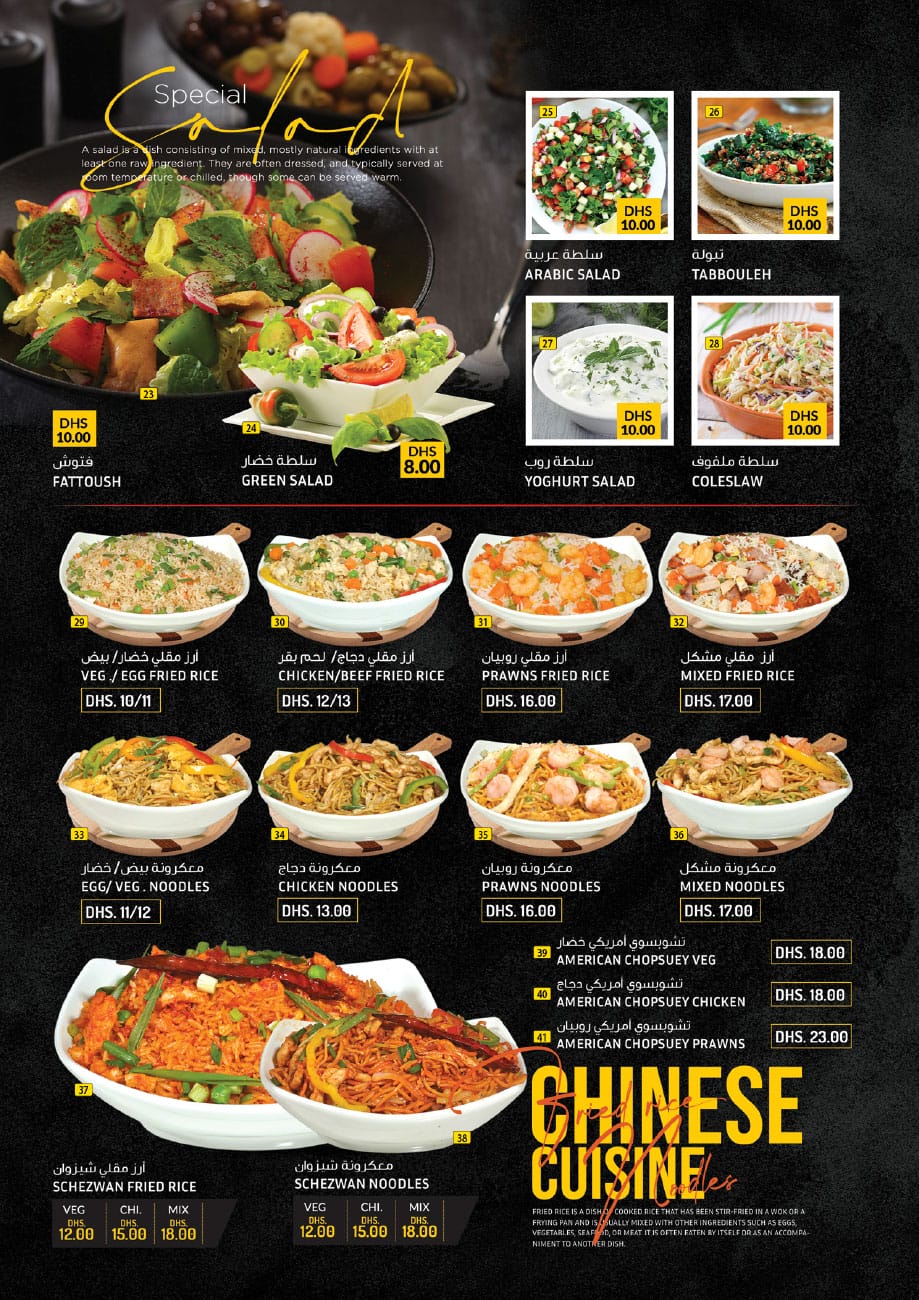 Special
Salad
A salad is a dish consisting of mixed, mostly natural ingredients with at
least one raw ingredient. They are often dressed, and typically served at
room temperature or chilled, though some can be served warm.
23
DHS
10.00
فتوش
FATTOUSH
24
DHS
8.00
سلطة خضار
GREEN SALAD
25
DHS
10.00
سلطة عربية
ARABIC SALAD
26
DHS
10.00
تبولة
TABBOULEH
27
DHS
10.00
سلطة روب
YOGHURT SALAD
28
DHS
10.00
سلطة ملفوف
COLESLAW
29
أرز مقلي خضار/ بيض
VEG ./ EGG FRIED RICE
DHS. 10/11
30
أرز مقلي دجاج/ لحم بقر
CHICKEN/BEEF FRIED RICE
DHS. 12/13
31
أرز مقلي روبيان
PRAWNS FRIED RICE
DHS. 16.00
32
أرز مقلي مشكل
MIXED FRIED RICE
DHS. 17.00
33
معكرونة بيض/ خضار
EGG/ VEG . NOODLES
DHS. 11/12
34
معكرونة دجاج
CHICKEN NOODLES
DHS. 13.00
35
معكرونة روبيان
PRAWNS NOODLES
DHS. 16.00
36
معكرونة مشكل
MIXED NOODLES
DHS. 17.00
37
أرز مقلي شيزوان
SCHEZWAN FRIED RICE
VEG CHI. MIX
DHS. DHS. DHS.
12.00 15.00 18.00
38
معكرونة شيزوان
SCHEZWAN NOODLES
VEG CHI. MIX
DHS. DHS. DHS.
12.00 15.00 18.00
39
تشوبسوي أمريكي خضار
AMERICAN CHOPSUEY VEG
DHS. 18.00
40
تشوبسوي أمريكي دجاج
AMERICAN CHOPSUEY CHICKEN
DHS. 18.00
41
تشوبسوي أمريكي روبيان
AMERICAN CHOPSUEY PRAWNS
DHS. 23.00
CHINESE
CUISINE
Fried rice
Noodles
FRIED RICE IS A DISH OF COOKED RICE THAT HAS BEEN STIR-FRIED IN A WOK OR A
FRYING PAN AND IS USUALLY MIXED WITH OTHER INGREDIENTS SUCH AS EGGS,
VEGETABLES, SEAFOOD, OR MEAT. IT IS OFTEN EATEN BY ITSELF OR AS AN ACCOMPA-
NIMENT TO ANOTHER DISH.